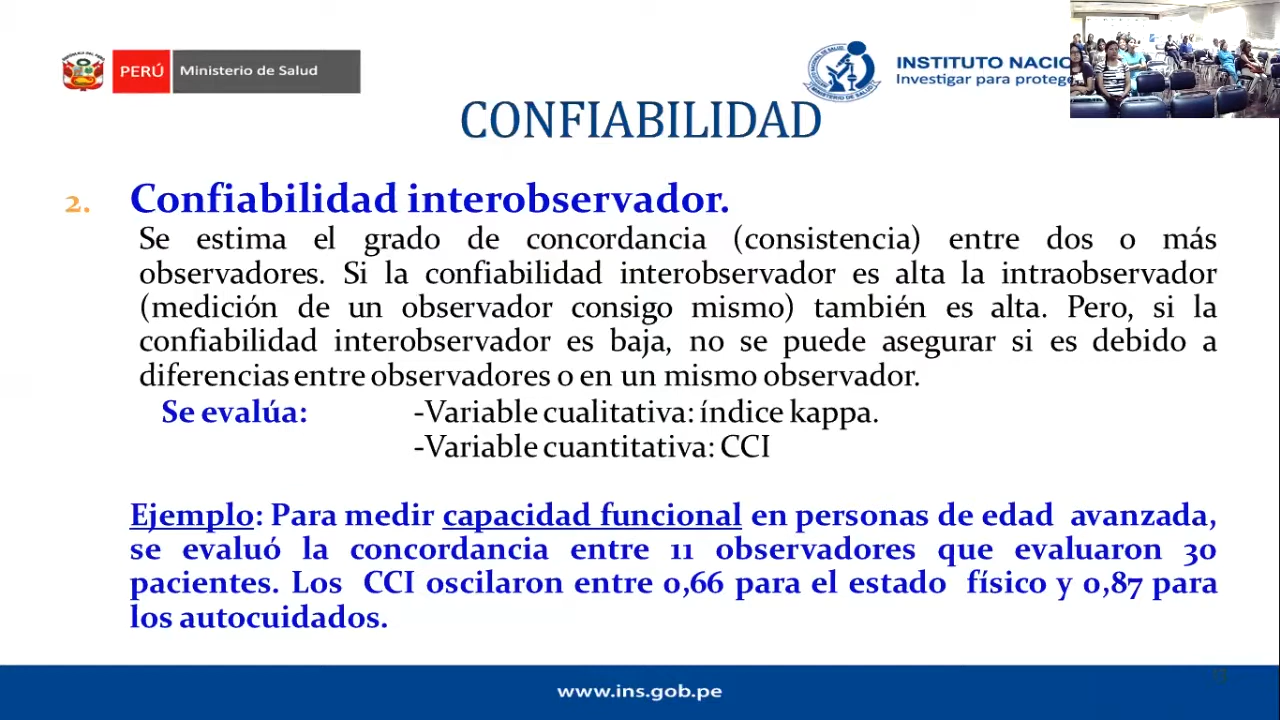 PERÚ
Ministerio de Salud
INSTITUTO NACIO
Investigar para proteg
CONFIABILIDAD
2. Confiabilidad interobservador.
Se estima el grado de concordancia (consistencia) entre dos o más
observadores. Si la confiabilidad interobservador es alta la intraobservador
(medición de un observador consigo mismo) también es alta. Pero, si la
confiabilidad interobservador es baja, no se puede asegurar si es debido a
diferencias entre observadores o en un mismo observador.
Se evalúa: -Variable cualitativa: índice kappa.
-Variable cuantitativa: CCI
Ejemplo: Para medir capacidad funcional en personas de edad avanzada,
se evaluó la concordancia entre 11 observadores que evaluaron 30
pacientes. Los CCI oscilaron entre 0,66 para el estado físico y 0,87 para
los autocuidados.
www.ins.gob.pe